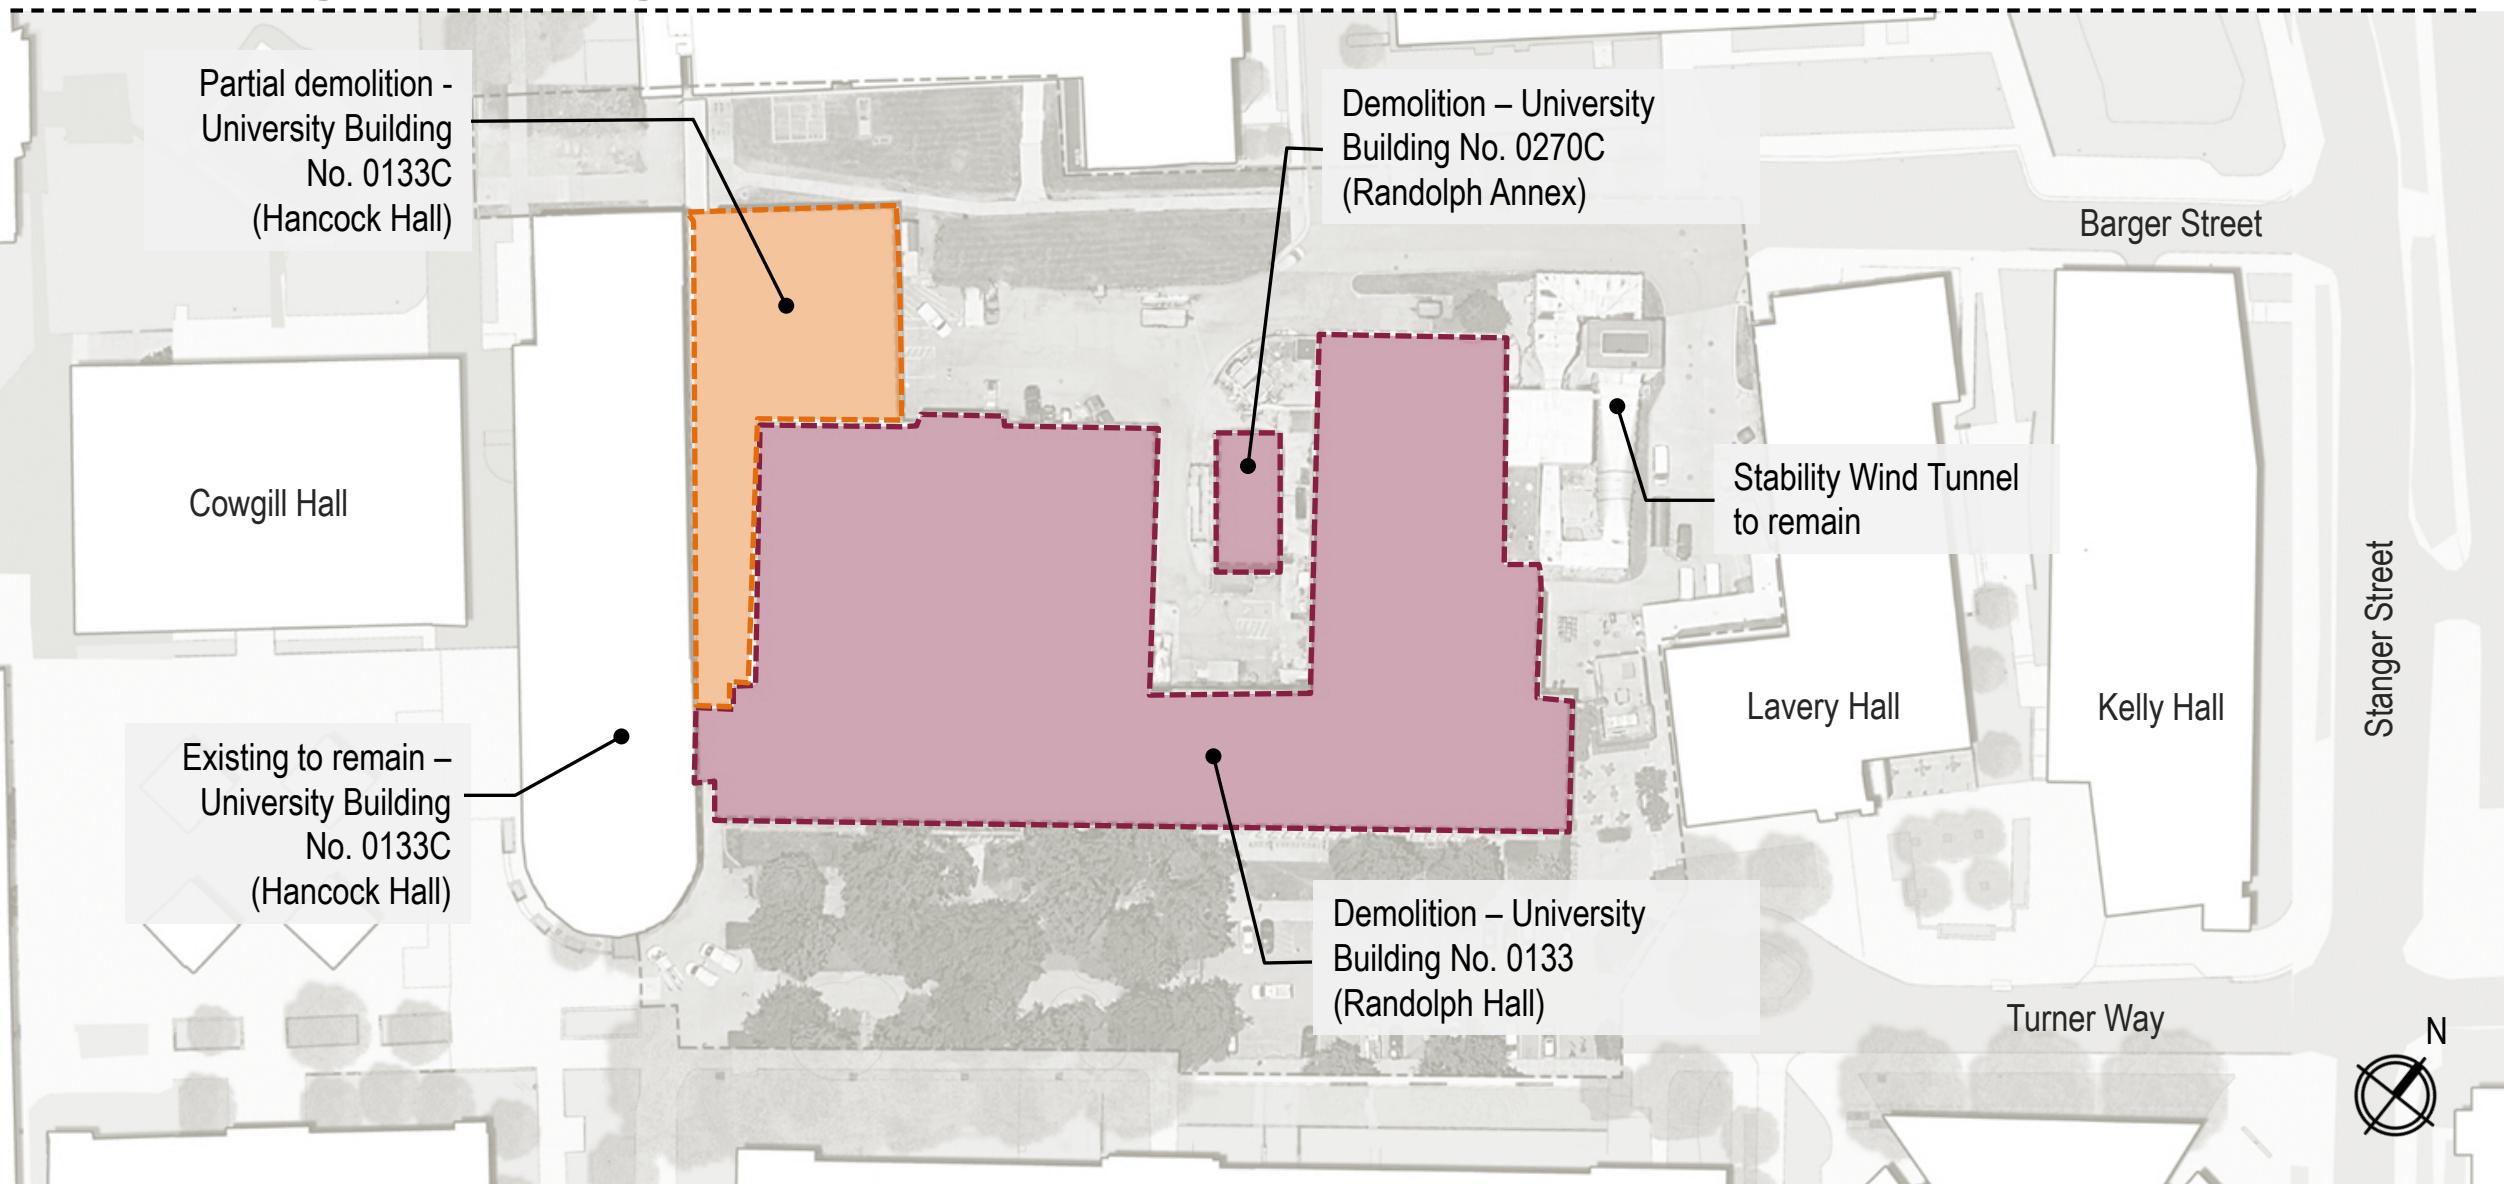 Partial demolition -
University Building
No. 0133C
(Hancock Hall)
Demolition – University
Building No. 0270C
(Randolph Annex)
Barger Street
Cowgill Hall
Stability Wind Tunnel
to remain
Stanger Street
Lavery Hall
Kelly Hall
Existing to remain –
University Building
No. 0133C
(Hancock Hall)
Demolition – University
Building No. 0133
(Randolph Hall)
Turner Way
N